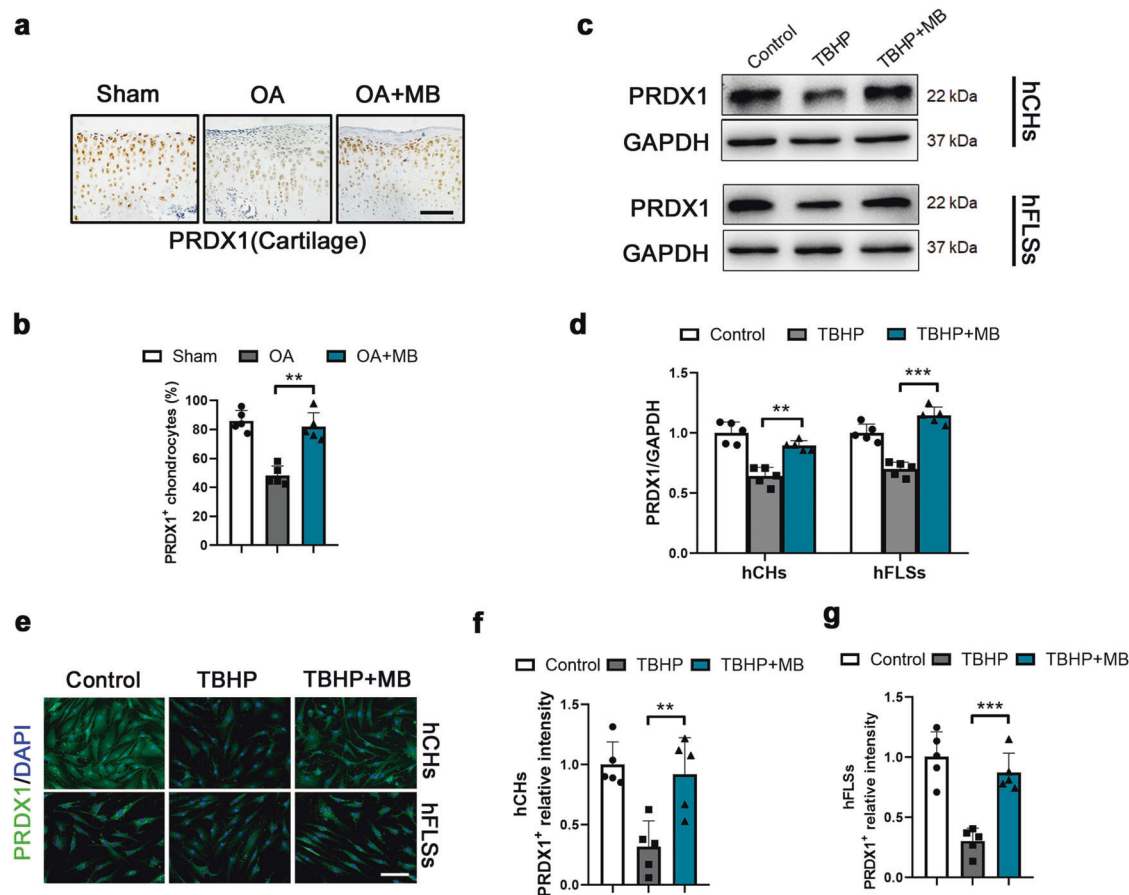 a
Sham OA OA+MB
PRDX1(Cartilage)
b
Sham OA OA+MB
PRDX1+ chondrocytes (%)
100
80
60
40
20
0
**
c
Control TBHP TBHP+MB
PRDX1 22 kDa
GAPDH 37 kDa
hCHs
PRDX1 22 kDa
GAPDH 37 kDa
hFLSs
d
Control TBHP TBHP+MB
PRDX1/GAPDH
1.5
1.0
0.5
0.0
** ***
hCHs hFLSs
e
Control TBHP TBHP+MB
PRDX1/DAPI
hCHs
hFLSs
f
Control TBHP TBHP+MB
hCHs
PRDX1+ relative intensity
1.5
1.0
0.5
0.0
**
g
Control TBHP TBHP+MB
hFLSs
PRDX1+ relative intensity
1.5
1.0
0.5
0.0
***